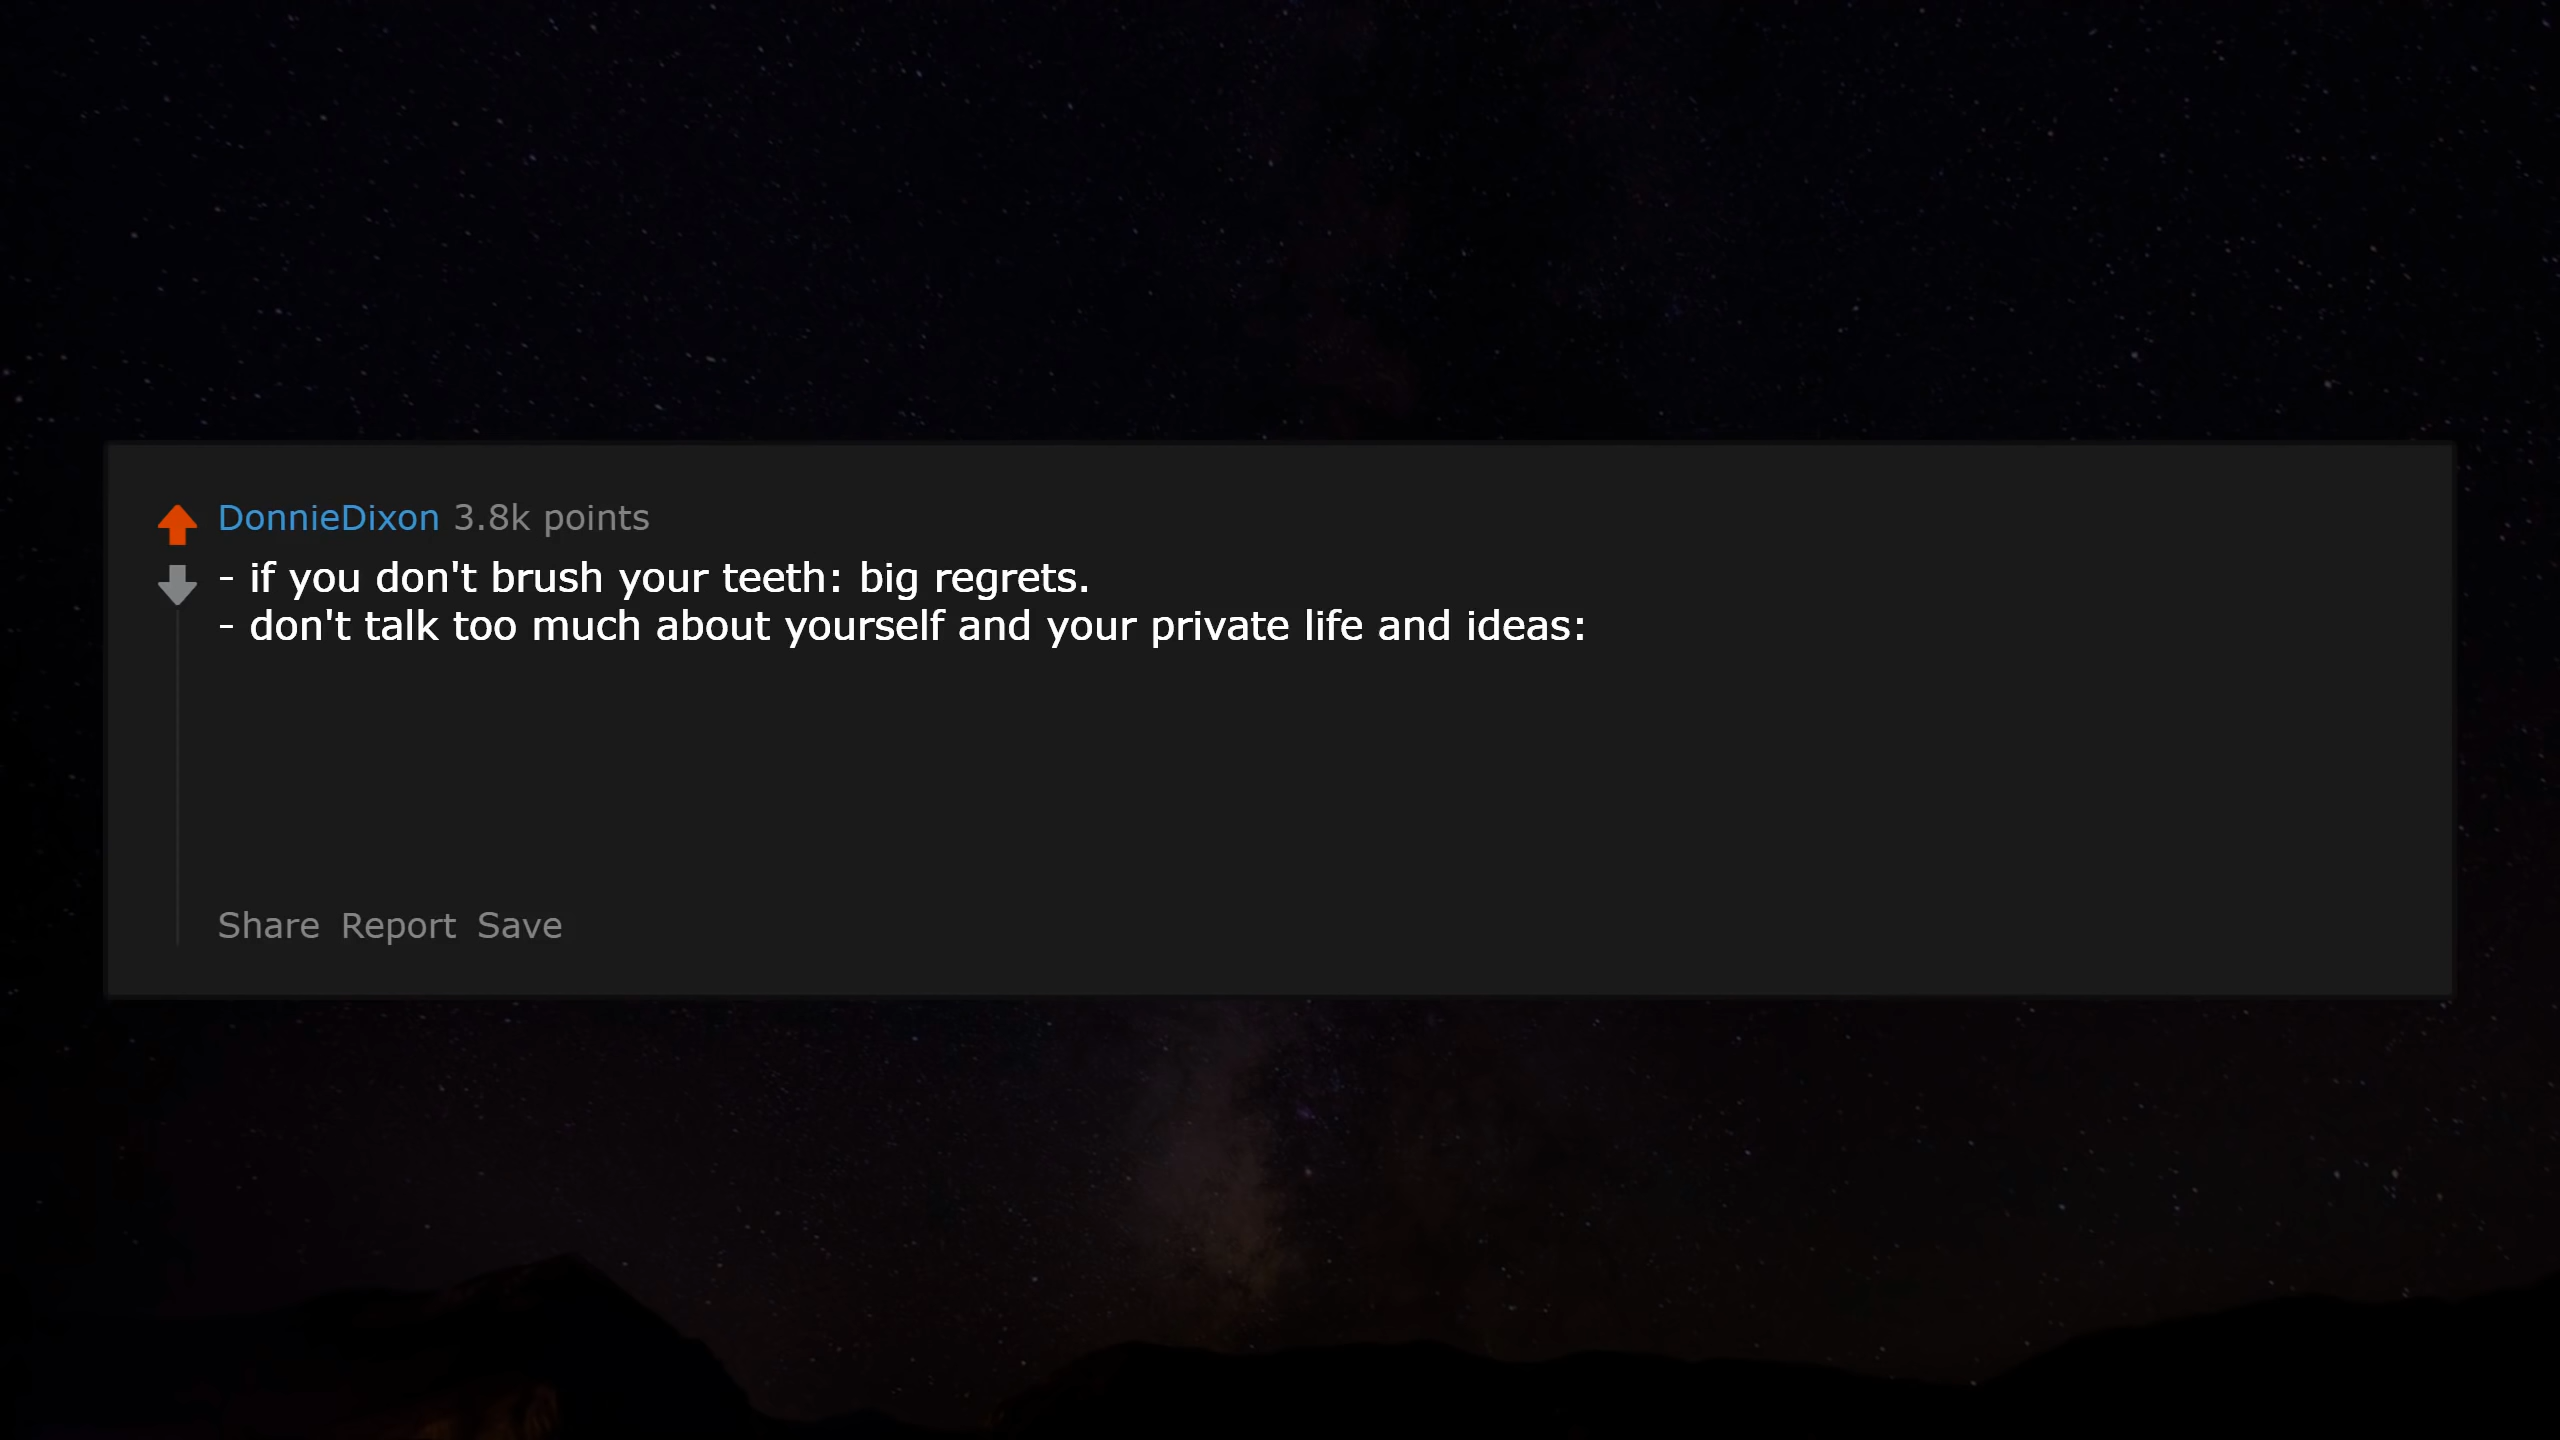 DonnieDixon 3.8k points
- if you don't brush your teeth: big regrets.
- don't talk too much about yourself and your private life and ideas:
Share Report Save